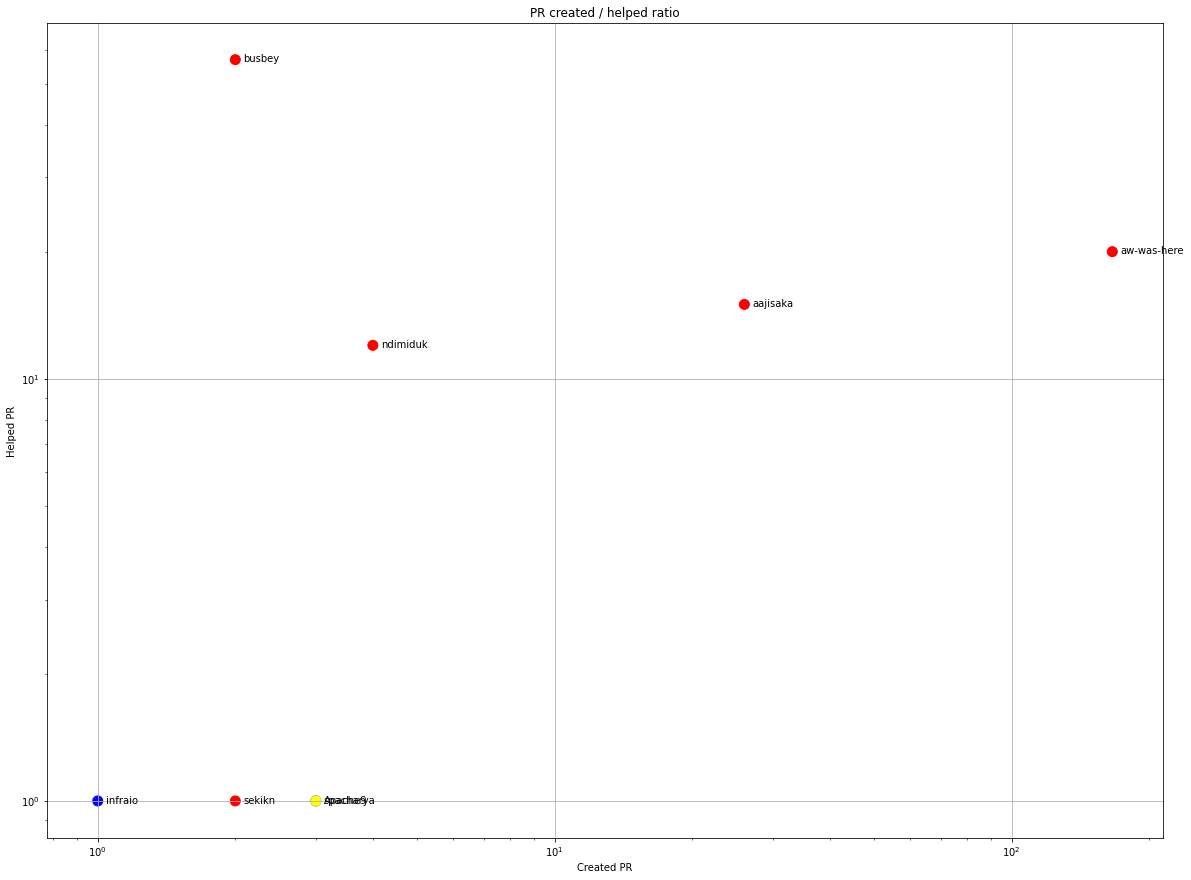 PR created / helped ratio
busbey
aw-was-here
aajisaka
ndimiduk
10¹
Helped PR
10⁰
infraio
sekikn
10⁰
10¹
10²
Created PR